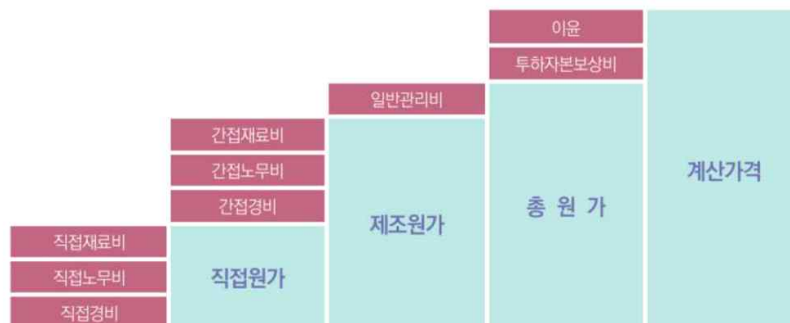 이윤
투하자본보상비
일반관리비
간접재료비
간접노무비
간접경비
직접재료비
직접노무비
직접경비
직접원가
제조원가
총 원 가
계산가격